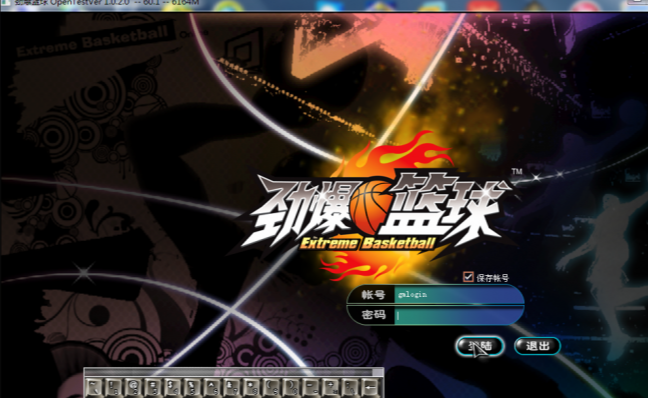 劲爆篮球 OpenTestVer 1.0.2.0 -- 60.1 -- 6164M
Extreme Basketball
劲爆篮球
TM
Extreme Basketball
保存帐号
帐号 gmlogin
密码
登陆 退出